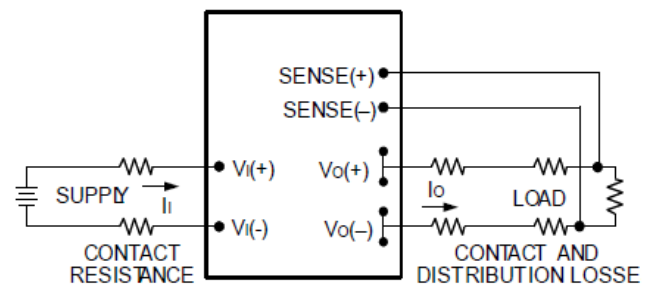 SENSE(+)
SENSE(–)
VI(+)
VO(+)
IO
SUPPLY
II
LOAD
VI(-)
VO(–)
CONTACT
RESISTANCE
CONTACT AND
DISTRIBUTION LOSSE